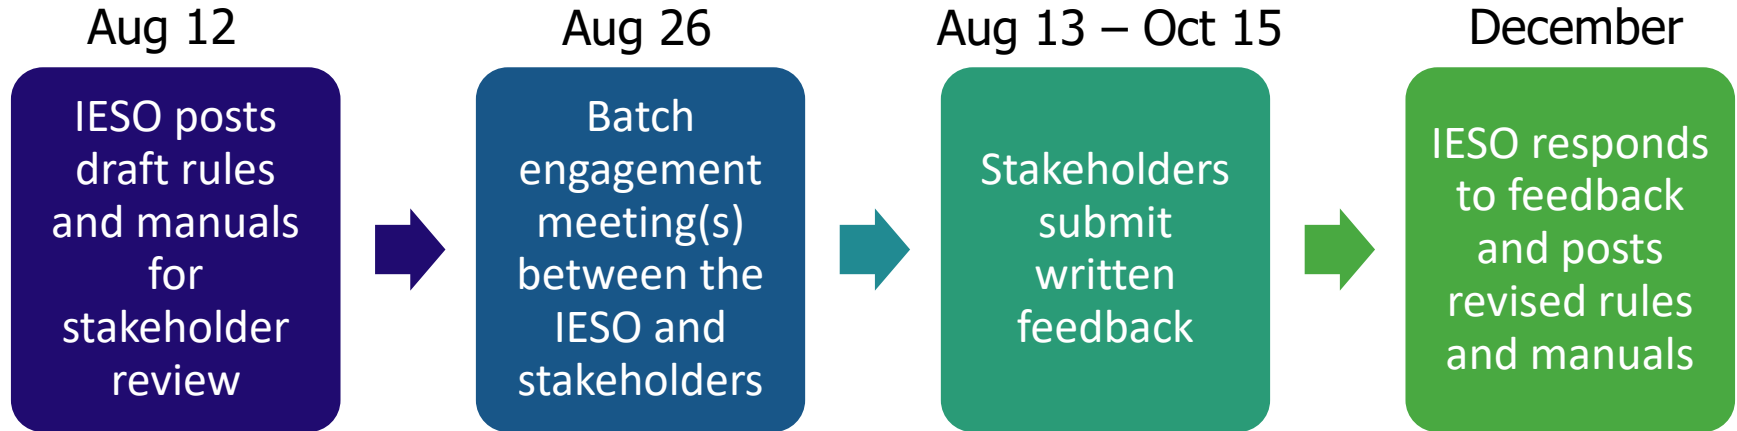 Aug 12
IESO posts
draft rules
and manuals
for
stakeholder
review
Aug 26
Batch
engagement
meeting(s)
between the
IESO and
stakeholders
Aug 13 – Oct 15
Stakeholders
submit
written
feedback
December
IESO responds
to feedback
and posts
revised rules
and manuals